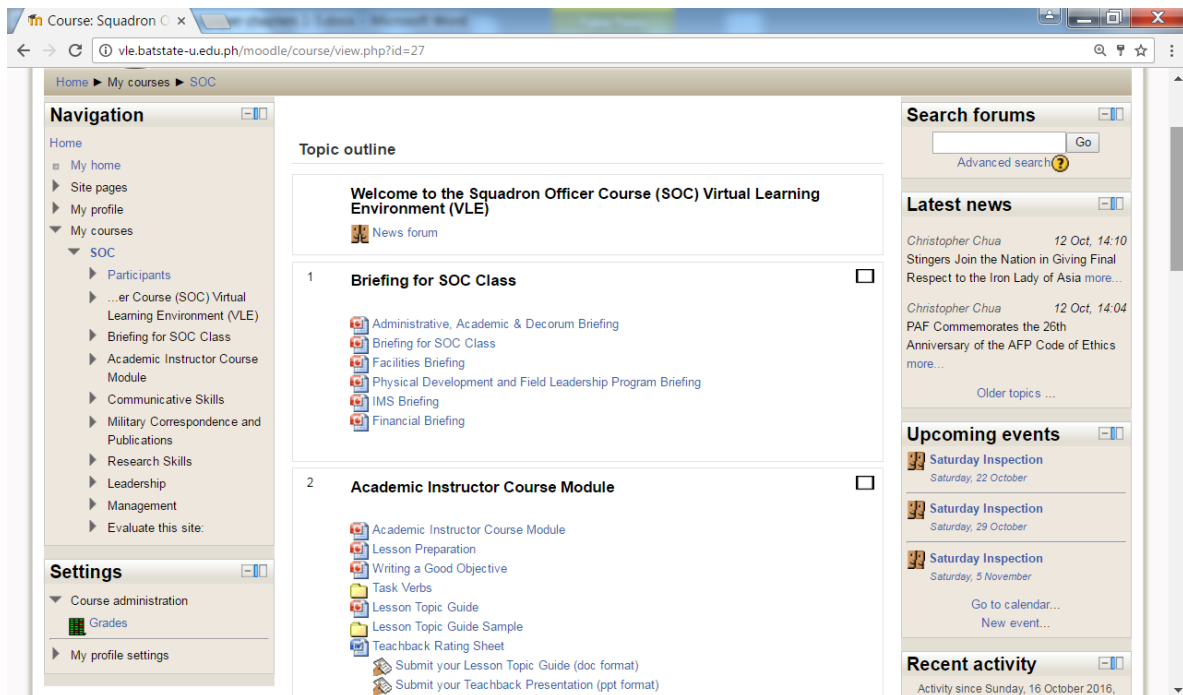 Course: Squadron O
vle.batstate-u.edu.ph/moodle/course/view.php?id=27
Home ► My courses ► SOC
Navigation
Home
My home
Site pages
My profile
My courses
SOC
Participants
...er Course (SOC) Virtual
Learning Environment (VLE)
Briefing for SOC Class
Academic Instructor Course
Module
Communicative Skills
Military Correspondence and
Publications
Research Skills
Leadership
Management
Evaluate this site:
Settings
Course administration
Grades
My profile settings
Topic outline
Welcome to the Squadron Officer Course (SOC) Virtual Learning
Environment (VLE)
News forum
1 Briefing for SOC Class
Administrative, Academic & Decorum Briefing
Briefing for SOC Class
Facilities Briefing
Physical Development and Field Leadership Program Briefing
IMS Briefing
Financial Briefing
2 Academic Instructor Course Module
Academic Instructor Course Module
Lesson Preparation
Writing a Good Objective
Task Verbs
Lesson Topic Guide
Lesson Topic Guide Sample
Teachback Rating Sheet
Submit your Lesson Topic Guide (doc format)
Submit your Teachback Presentation (ppt format)
Search forums
Go
Advanced search
Latest news
Christopher Chua 12 Oct, 14:10
Stingers Join the Nation in Giving Final
Respect to the Iron Lady of Asia more...
Christopher Chua 12 Oct, 14:04
PAF Commemorates the 26th
Anniversary of the AFP Code of Ethics
more...
Older topics ...
Upcoming events
Saturday Inspection
Saturday, 22 October
Saturday Inspection
Saturday, 29 October
Saturday Inspection
Saturday, 5 November
Go to calendar...
New event...
Recent activity
Activity since Sunday, 16 October 2016,